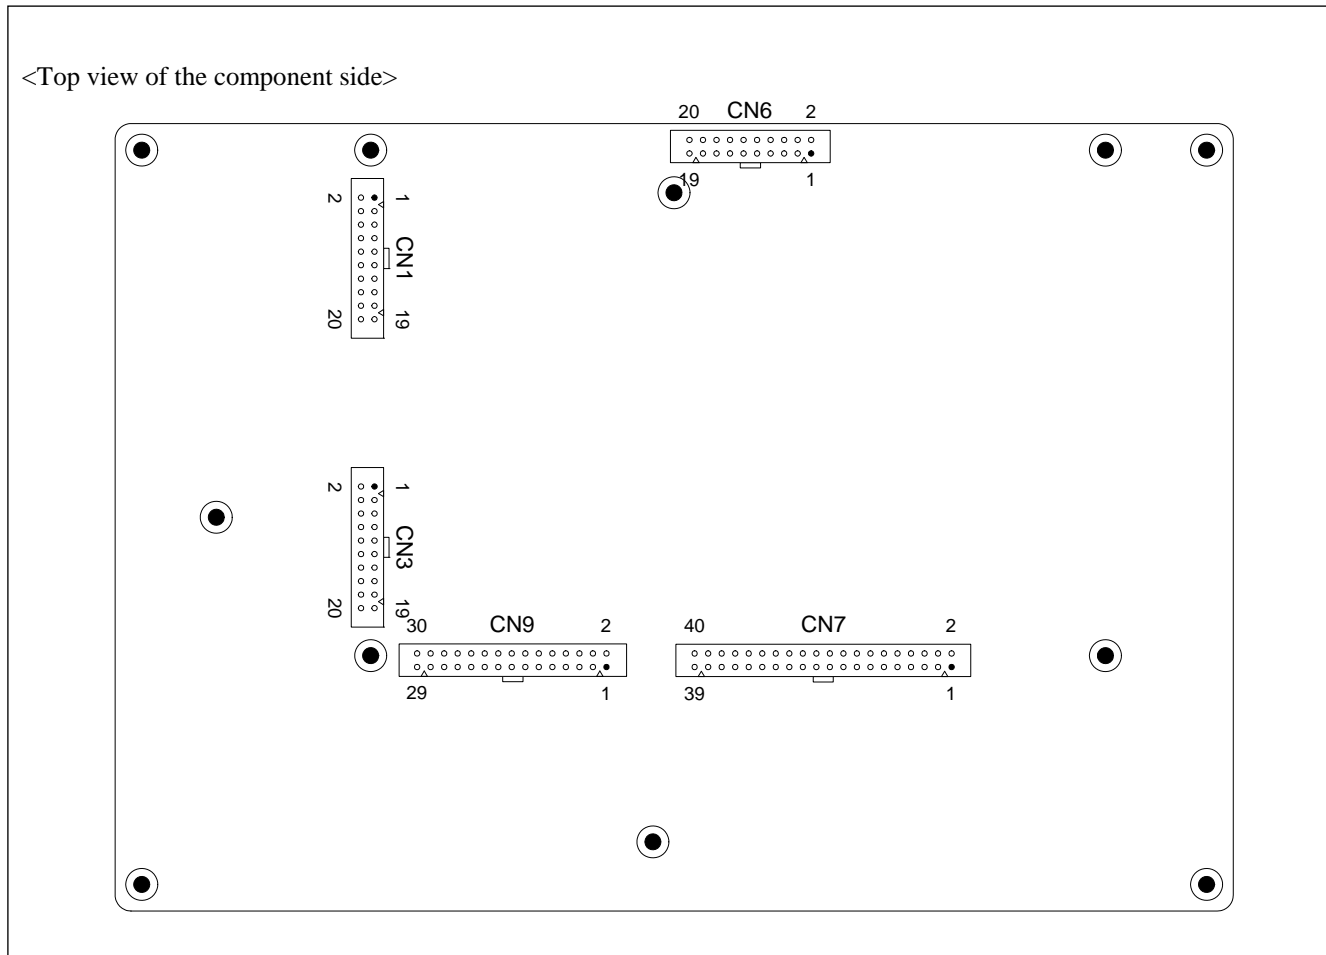 <Top view of the component side>
20 CN6 2
19 1
2 1
CN1
20 19
2 1
CN3
20 19
30 CN9 2
29 1
40 CN7 2
39 1